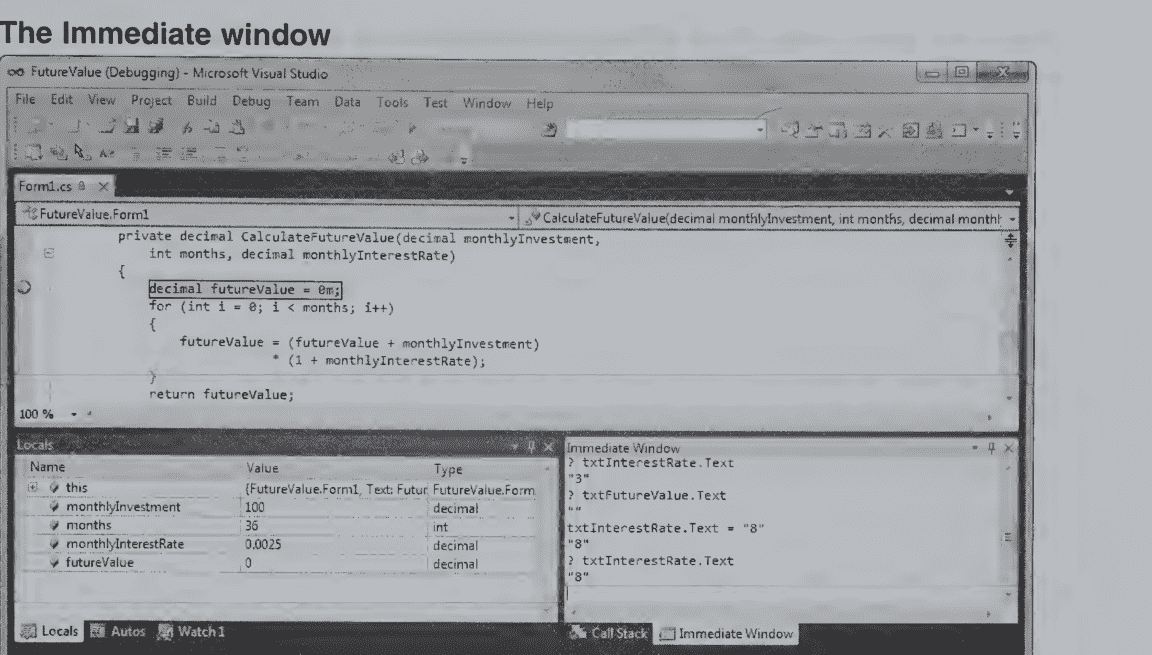 The Immediate window
FutureValue (Debugging) - Microsoft Visual Studio
File Edit View Project Build Debug Team Data Tools Test Window Help
Form1.cs
FutureValue.Form1
CalculateFutureValue(decimal monthlyInvestment, int months, decimal monthl
private decimal CalculateFutureValue(decimal monthlyInvestment,
int months, decimal monthlyInterestRate)
{
decimal futureValue = 0m;
for (int i = 0; i < months; i++)
{
futureValue = (futureValue + monthlyInvestment)
* (1 + monthlyInterestRate);
}
return futureValue;
100 %
Locals
Name Value Type
this {FutureValue.Form1, Text: Futur FutureValue.Form
monthlyInvestment 100 decimal
months 36 int
monthlyInterestRate 0.0025 decimal
futureValue 0 decimal
Locals Autos Watch 1
Immediate Window
? txtInterestRate.Text
"3"
? txtFutureValue.Text
""
txtInterestRate.Text = "8"
"8"
? txtInterestRate.Text
"8"
Call Stack Immediate Window